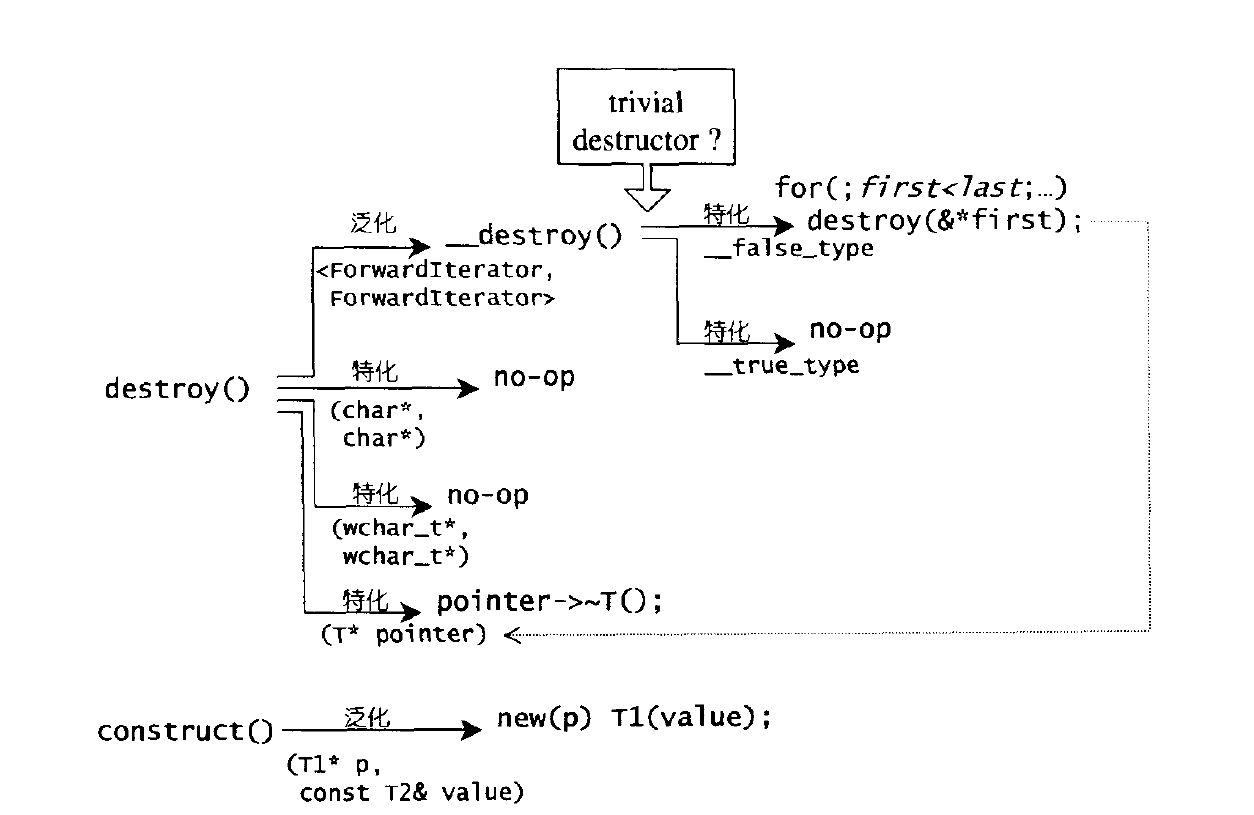 trivial
destructor ?
for(;first<last;…)
泛化
__destroy()
特化
destroy(&*first);
<ForwardIterator,
ForwardIterator>
__false_type
特化
no-op
__true_type
destroy()
特化
no-op
(char*,
char*)
特化
no-op
(wchar_t*,
wchar_t*)
特化
pointer->~T();
(T* pointer)
construct()
泛化
new(p) T1(value);
(T1* p,
const T2& value)